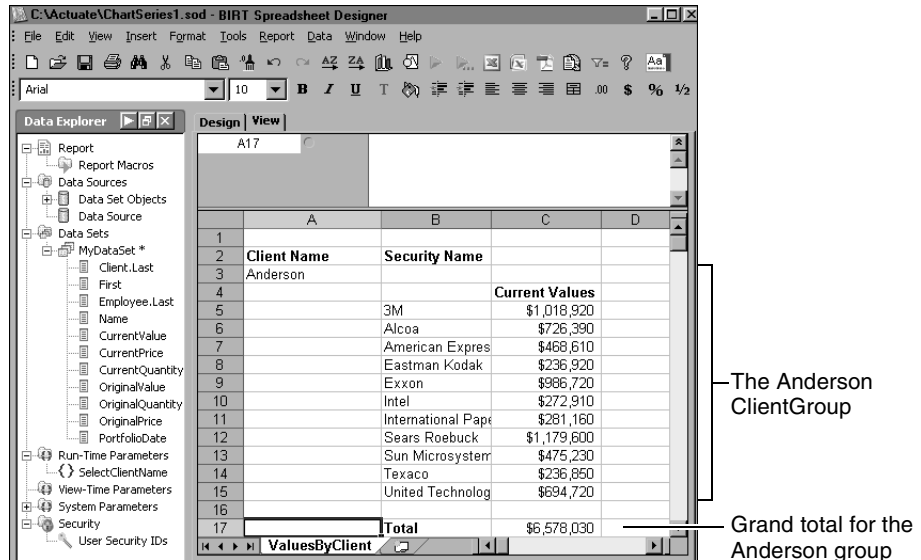 C:\Actuate\ChartSeries1.sod - BIRT Spreadsheet Designer
File Edit View Insert Format Tools Report Data Window Help
Arial 10 B I U T .00 $ % 1/2
Data Explorer
Report
Report Macros
Data Sources
Data Set Objects
Data Source
Data Sets
MyDataSet *
Client.Last
First
Employee.Last
Name
CurrentValue
CurrentPrice
CurrentQuantity
OriginalValue
OriginalQuantity
OriginalPrice
PortfolioDate
Run-Time Parameters
SelectClientName
View-Time Parameters
System Parameters
Security
User Security IDs
Design View
A17
A B C D
1
2 Client Name Security Name
3 Anderson
4 Current Values
5 3M $1,018,920
6 Alcoa $726,390
7 American Expres $468,610
8 Eastman Kodak $236,920
9 Exxon $986,720
10 Intel $272,910
11 International Pape $281,160
12 Sears Roebuck $1,179,600
13 Sun Microsystem $475,230
14 Texaco $236,850
15 United Technolog $694,720
16
17 Total $6,578,030
ValuesByClient
The Anderson
ClientGroup
Grand total for the
Anderson group